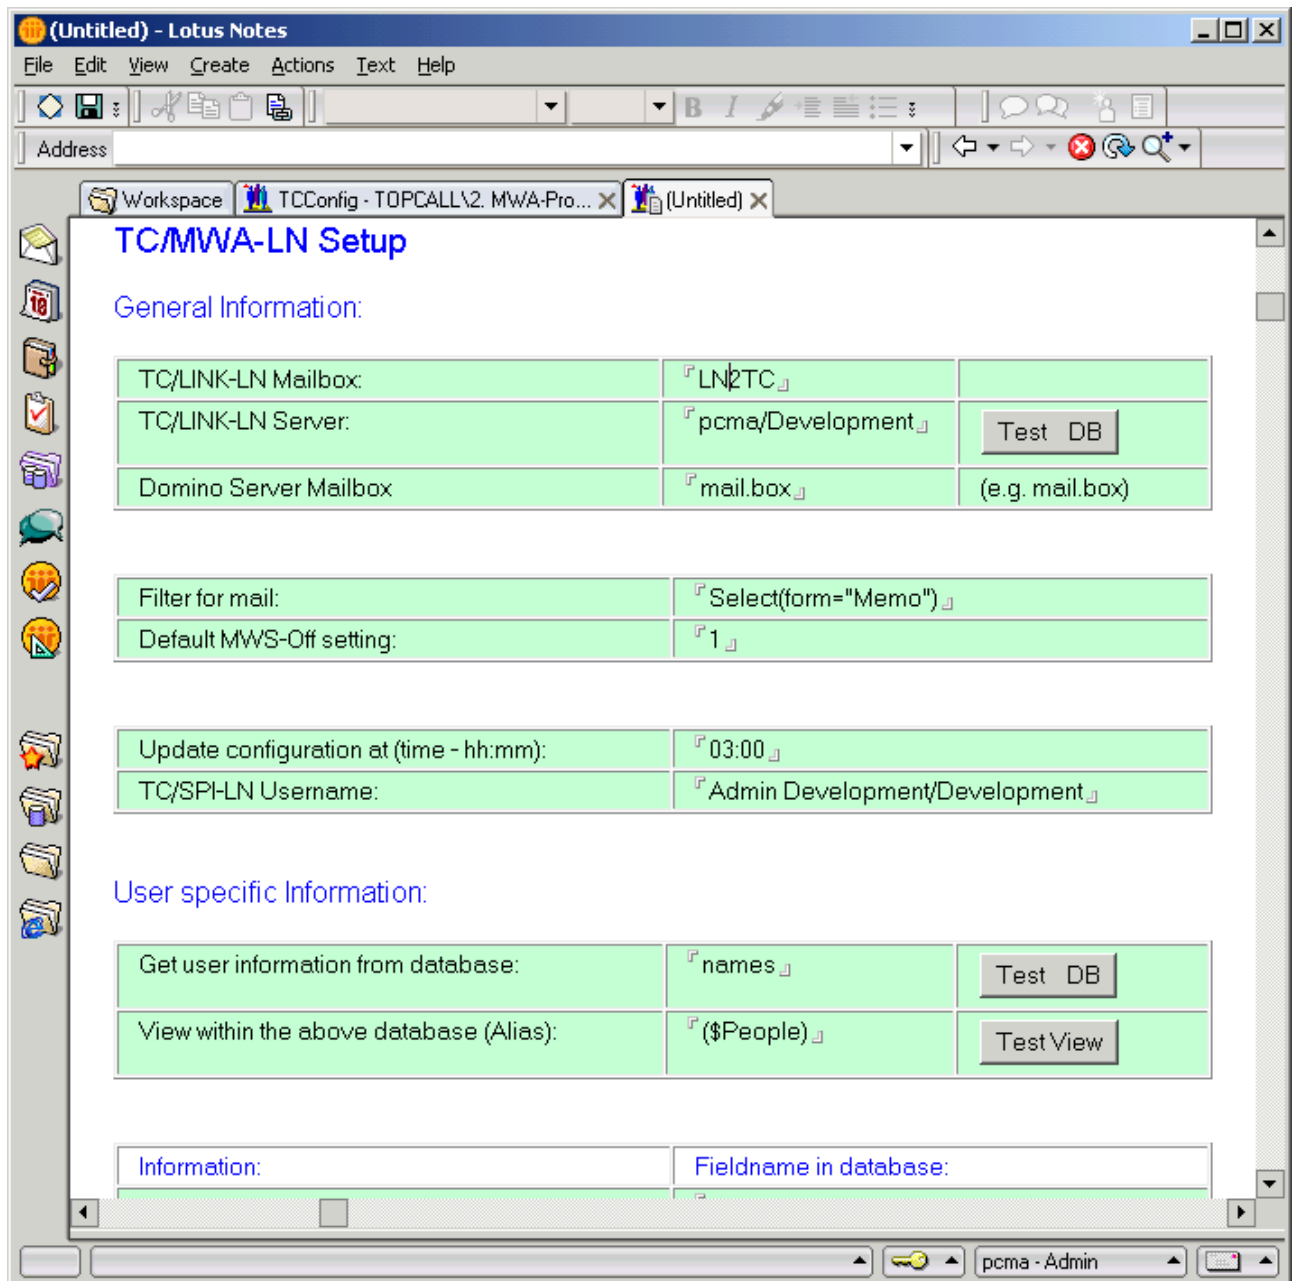 (Untitled) - Lotus Notes
File Edit View Create Actions Text Help
B I
Address
Workspace TCConfig - TOPCALL\2. MWA-Pro... (Untitled)
TC/MWA-LN Setup
General Information:
TC/LINK-LN Mailbox: LN2TC
TC/LINK-LN Server: pcma/Development Test DB
Domino Server Mailbox mail.box (e.g. mail.box)
Filter for mail: Select(form="Memo")
Default MWS-Off setting: 1
Update configuration at (time - hh:mm): 03:00
TC/SPI-LN Username: Admin Development/Development
User specific Information:
Get user information from database: names Test DB
View within the above database (Alias): ($People) Test View
Information: Fieldname in database:
pcma - Admin